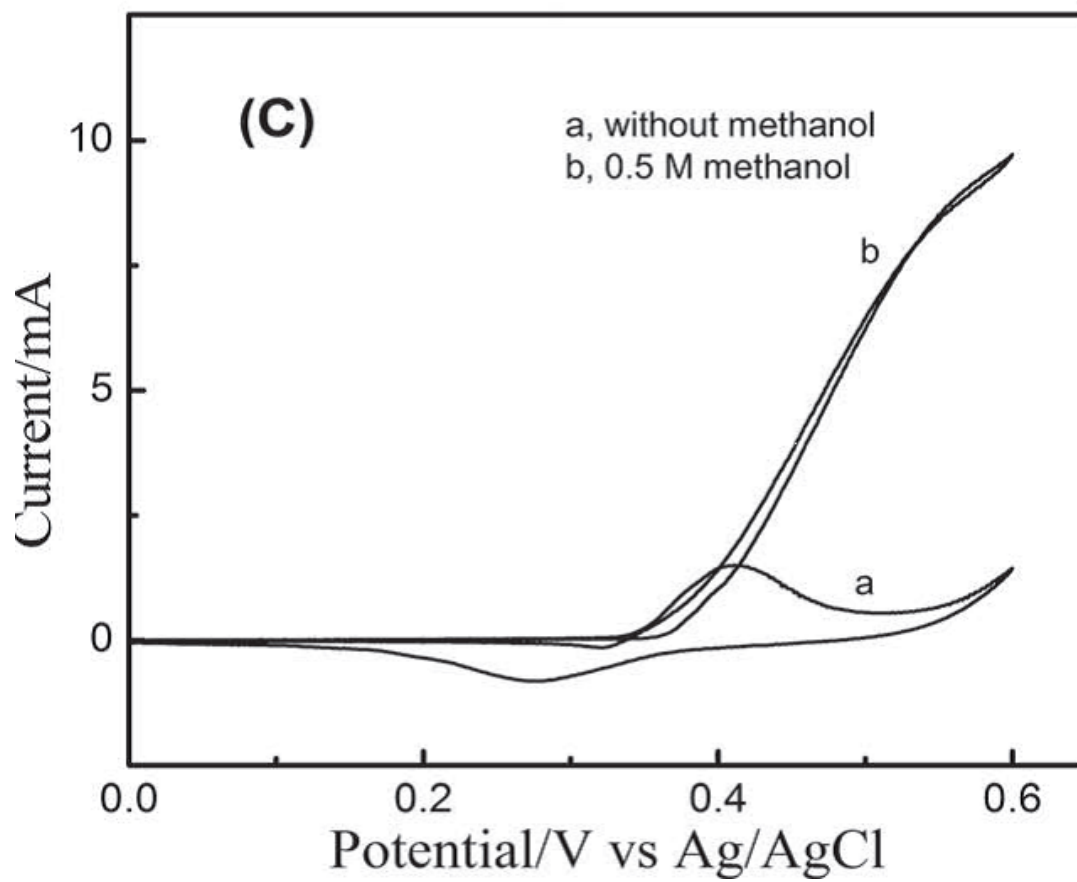 (C)
a, without methanol
b, 0.5 M methanol
10
b
5
a
0
0.0 0.2 0.4 0.6
Current/mA
Potential/V vs Ag/AgCl